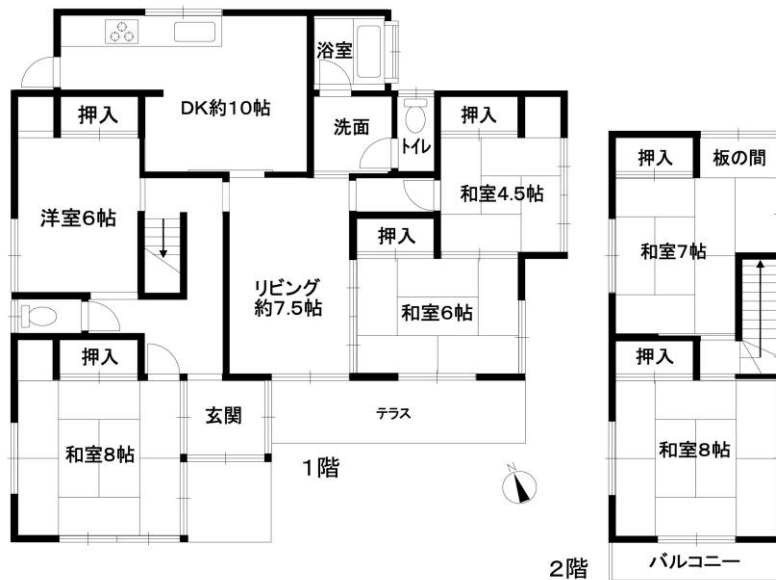 浴室
DK約10帖
押入
洗面
トイレ
押入
洋室6帖
和室4.5帖
押入
リビング
約7.5帖
和室6帖
押入
和室8帖
玄関
テラス
1階
N
押入
板の間
和室7帖
押入
和室8帖
バルコニー
2階